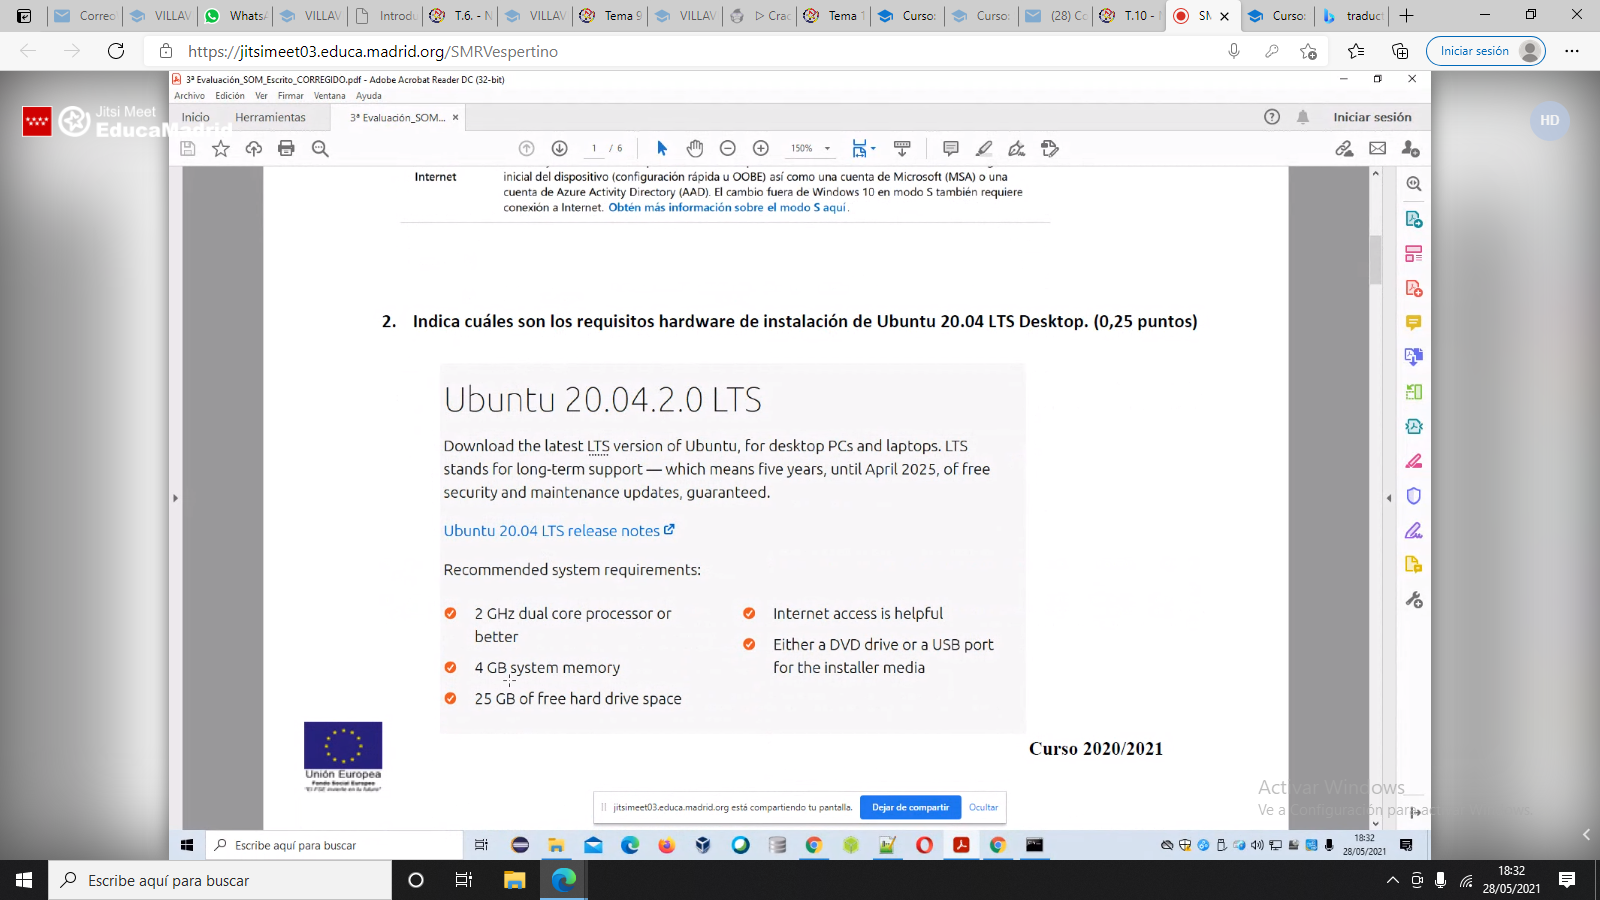 Correo
VILLAV
WhatsA
VILLAV
Introdu
T.6. - N
VILLAV
Tema 9
VILLAV
Crac
Tema 1
Curso:
Curso:
(28) Co
T.10 - N
SM
Curso:
traduct
https://jitsimeet03.educa.madrid.org/SMRVespertino
Iniciar sesión
3ª Evaluación_SOM_Escrito_CORREGIDO.pdf - Adobe Acrobat Reader DC (32-bit)
Archivo Edición Ver Firmar Ventana Ayuda
Jitsi Meet
EducaMadrid
HD
Inicio Herramientas 3ª Evaluación_SOM... Iniciar sesión
1 / 6 150%
inicial del dispositivo (configuración rápida u OOBE) así como una cuenta de Microsoft (MSA) o una
Internet
cuenta de Azure Activity Directory (AAD). El cambio fuera de Windows 10 en modo S también requiere
conexión a Internet. Obtén más información sobre el modo S aquí.
2. Indica cuáles son los requisitos hardware de instalación de Ubuntu 20.04 LTS Desktop. (0,25 puntos)
Ubuntu 20.04.2.0 LTS
Download the latest LTS version of Ubuntu, for desktop PCs and laptops. LTS
stands for long-term support — which means five years, until April 2025, of free
security and maintenance updates, guaranteed.
Ubuntu 20.04 LTS release notes
Recommended system requirements:
2 GHz dual core processor or
better
4 GB system memory
25 GB of free hard drive space
Internet access is helpful
Either a DVD drive or a USB port
for the installer media
Unión Europea
Fondo Social Europeo
"El FSE invierte en tu futuro"
Curso 2020/2021
Activar Windows
Ve a Configuración para activar Windows.
jitsimeet03.educa.madrid.org está compartiendo tu pantalla. Dejar de compartir Ocultar
Escribe aquí para buscar
18:32
28/05/2021
Escribe aquí para buscar
18:32
28/05/2021